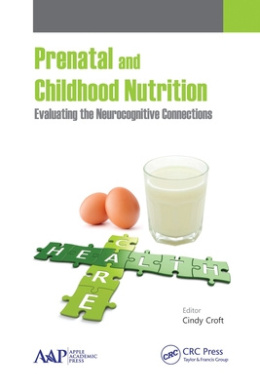 Prenatal and
Childhood Nutrition
Evaluating the Neurocognitive Connections
HEALTH
CARE
Editor
Cindy Croft
AAP
APPLE
ACADEMIC
PRESS
CRC
CRC Press
Taylor & Francis Group